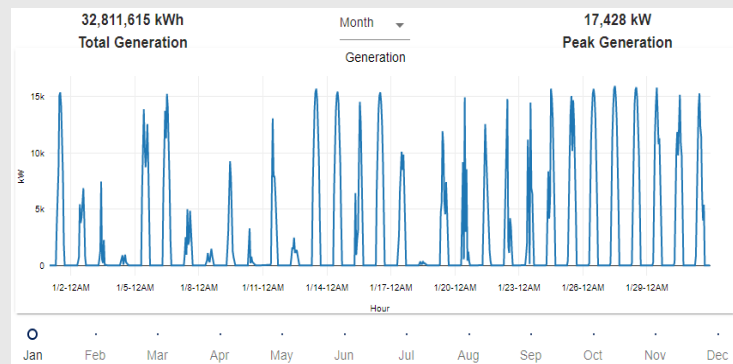 32,811,615 kWh
Total Generation
Month
17,428 kW
Peak Generation
Generation
15k
10k
5k
0
kW
1/2-12AM 1/5-12AM 1/8-12AM 1/11-12AM 1/14-12AM 1/17-12AM 1/20-12AM 1/23-12AM 1/26-12AM 1/29-12AM
Hour
Jan Feb Mar Apr May Jun Jul Aug Sep Oct Nov Dec